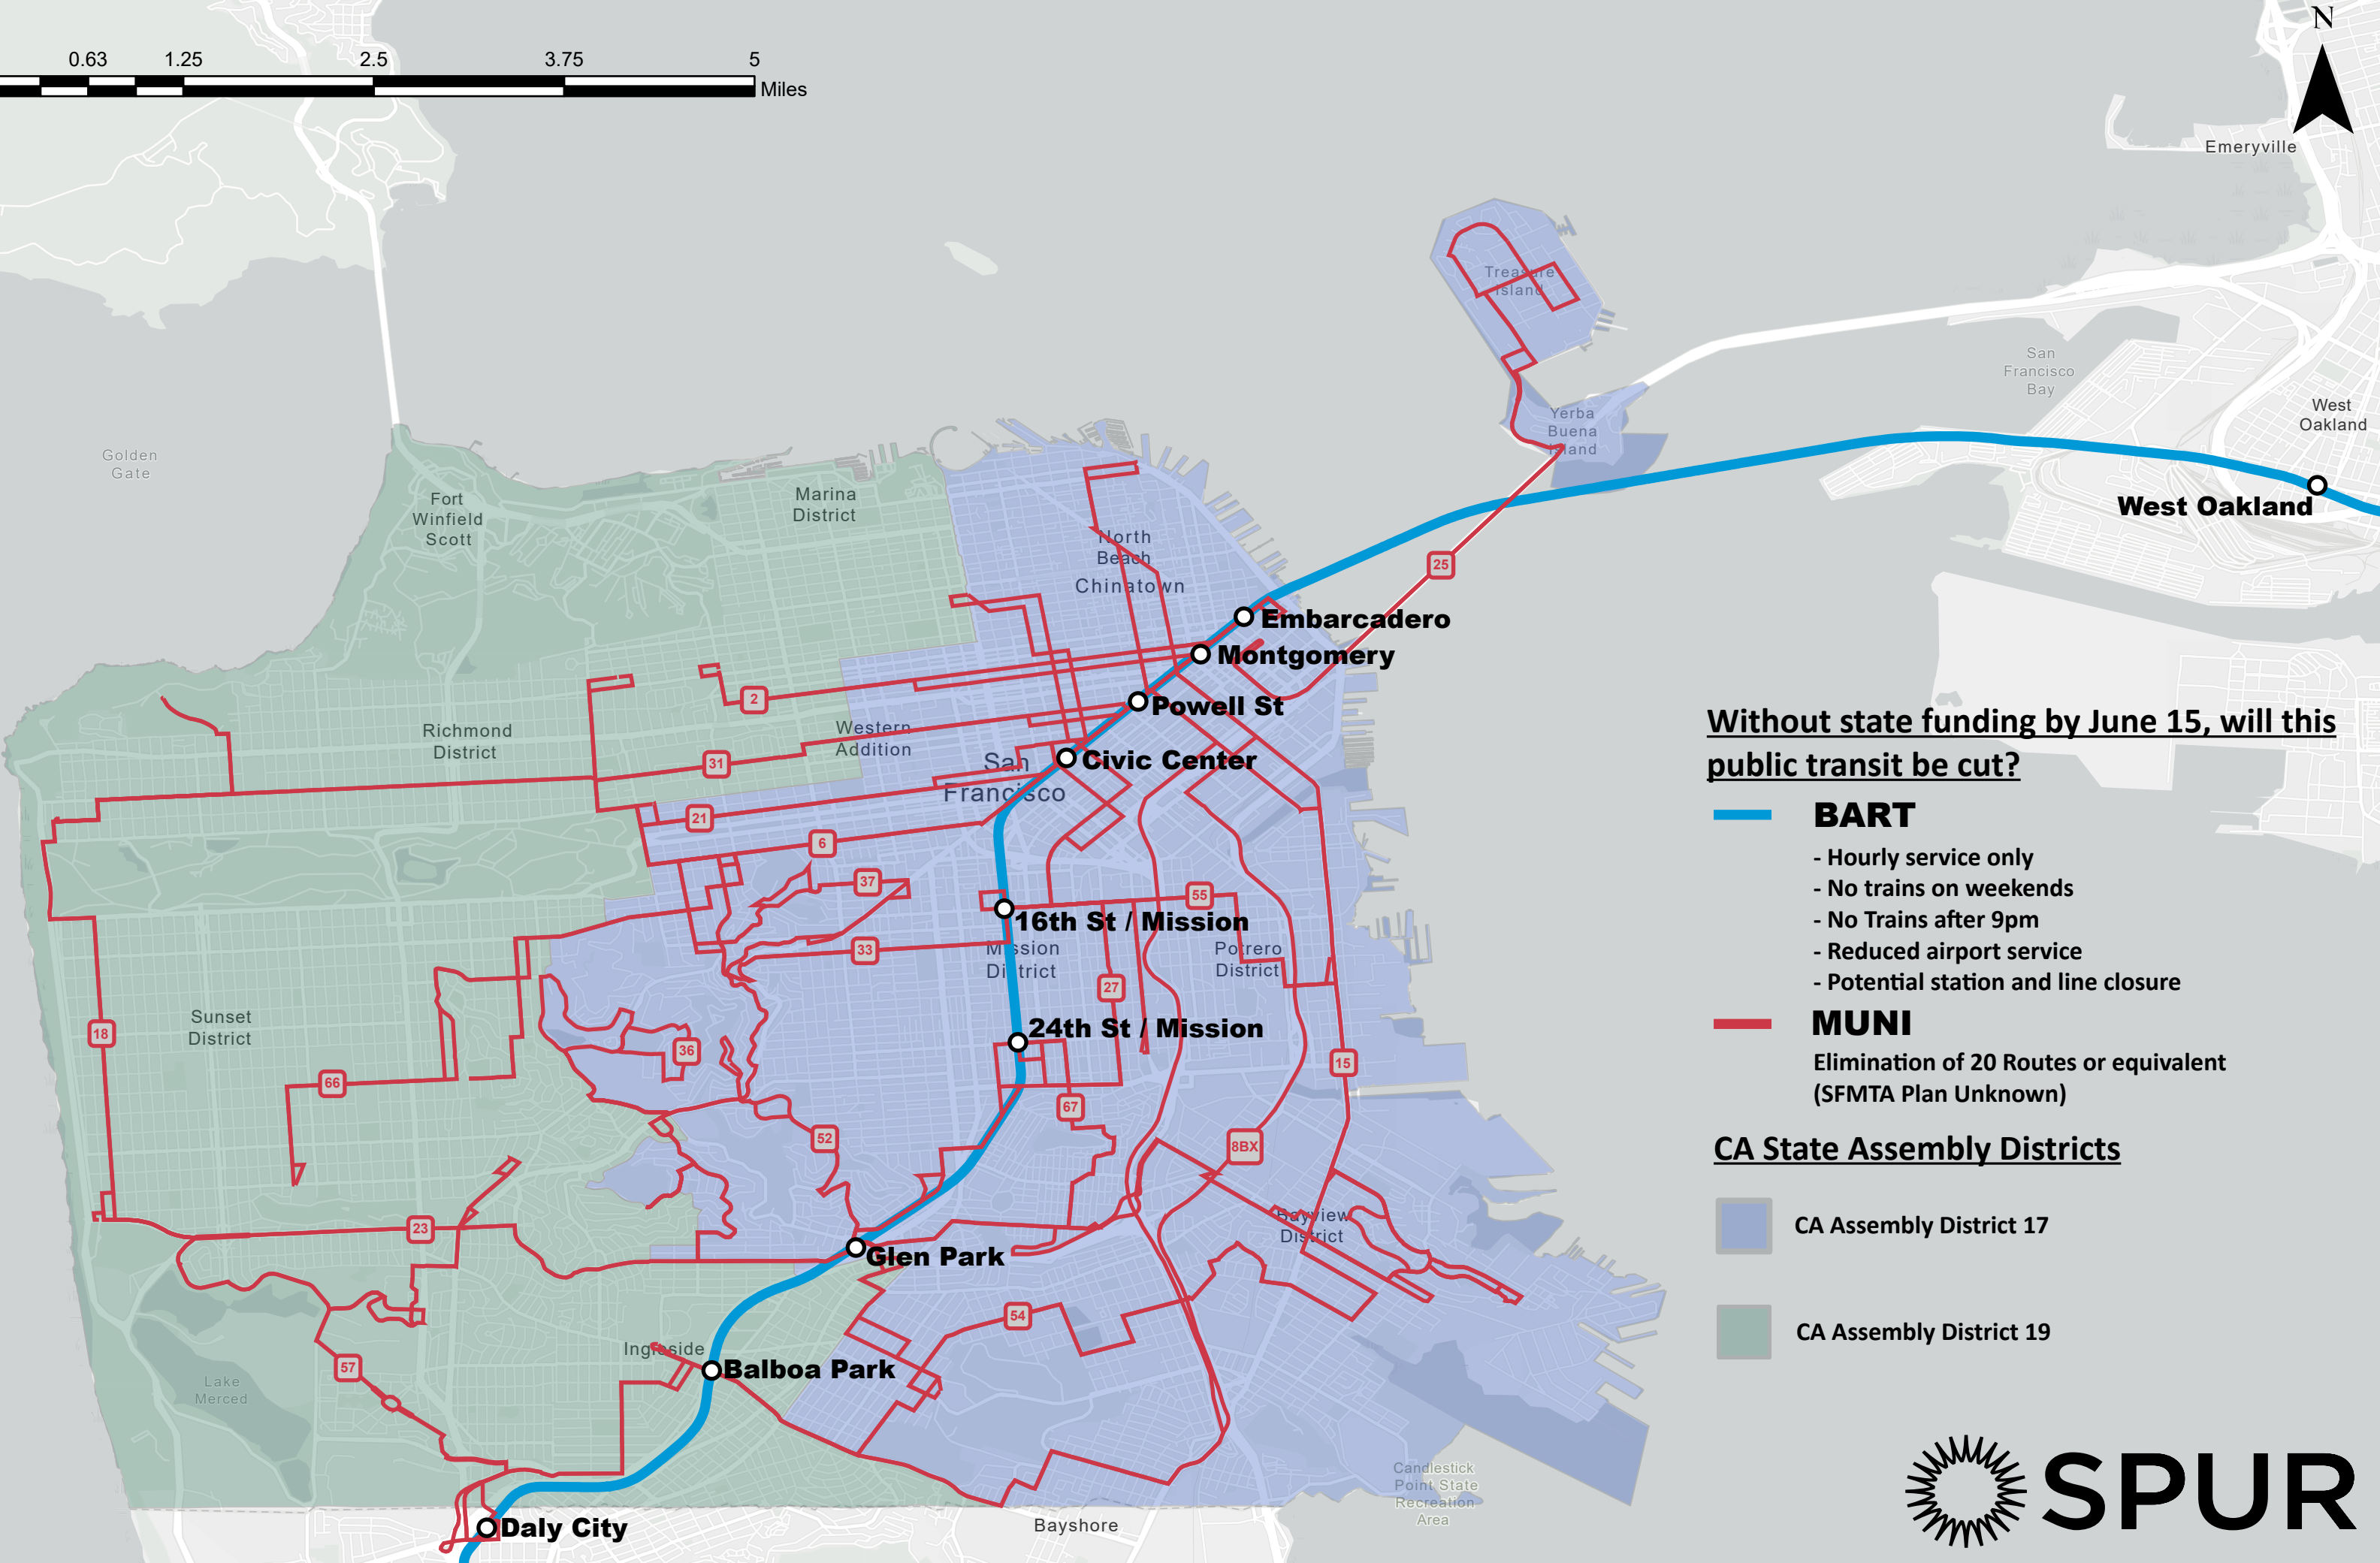 N
0.63 1.25 2.5 3.75 5
Miles
Emeryville
Treasure
Island
San
Francisco
Bay
West
Oakland
Yerba
Buena
Island
Golden
Gate
Fort
Winfield
Scott
Marina
District
West Oakland
North
Beach
Chinatown
25
Embarcadero
Montgomery
2
Powell St
Richmond
District
Western
Addition
31
San
Francisco
Civic Center
21
6
37
55
16th St / Mission
33
Mission
District
Potrero
District
27
Sunset
District
18
24th St / Mission
36
15
66
67
52
8BX
Bayview
District
23
Glen Park
54
Ingleside
57
Balboa Park
Lake
Merced
Candlestick
Point State
Recreation
Area
Daly City
Bayshore
Without state funding by June 15, will this
public transit be cut?
BART
- Hourly service only
- No trains on weekends
- No Trains after 9pm
- Reduced airport service
- Potential station and line closure
MUNI
Elimination of 20 Routes or equivalent
(SFMTA Plan Unknown)
CA State Assembly Districts
CA Assembly District 17
CA Assembly District 19
SPUR